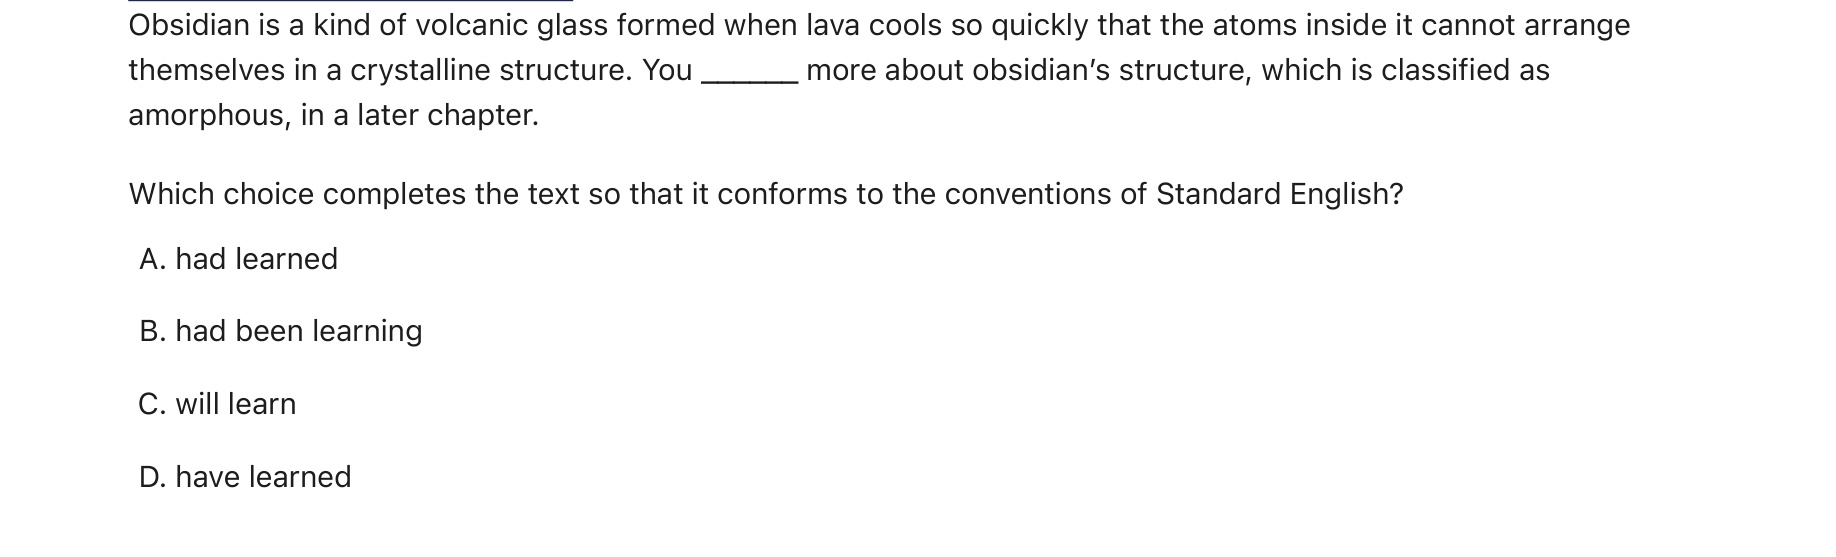 Obsidian is a kind of volcanic glass formed when lava cools so quickly that the atoms inside it cannot arrange
themselves in a crystalline structure. You ______ more about obsidian’s structure, which is classified as
amorphous, in a later chapter.
Which choice completes the text so that it conforms to the conventions of Standard English?
A. had learned
B. had been learning
C. will learn
D. have learned